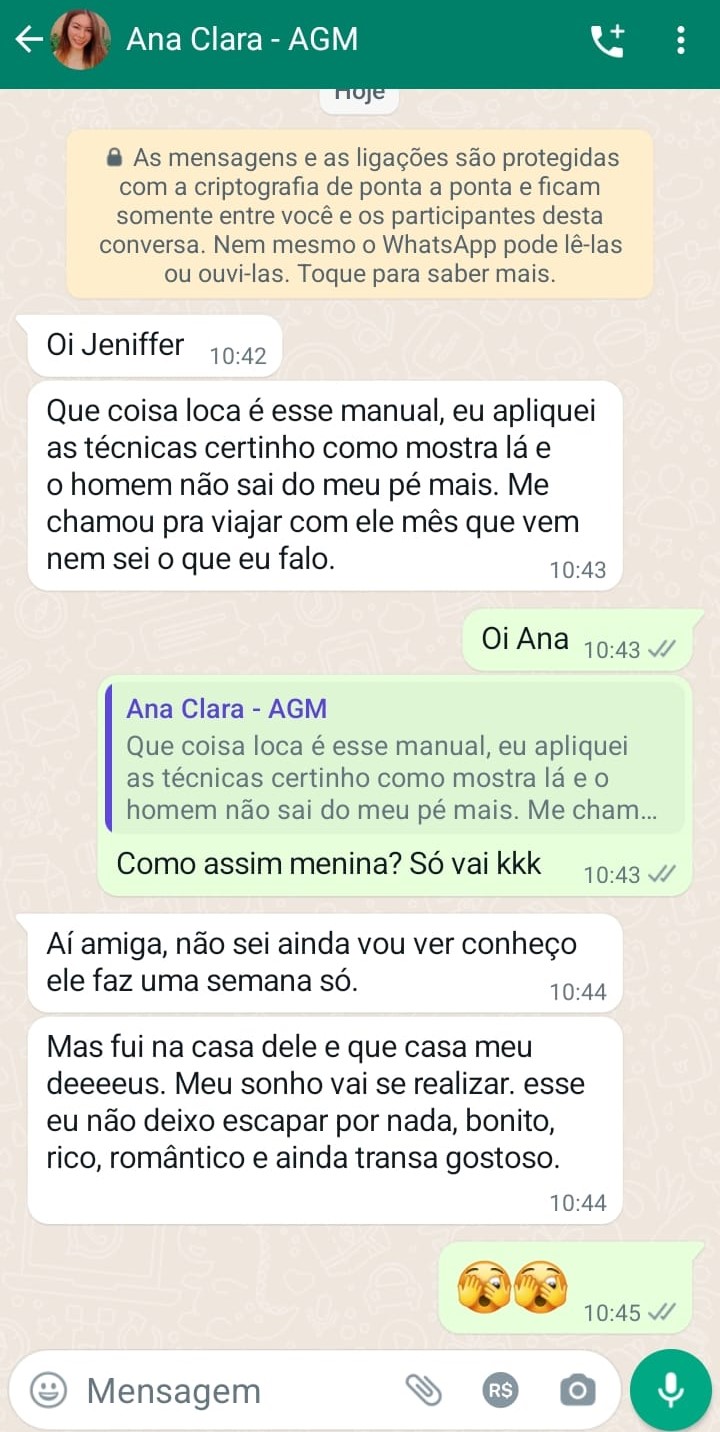 Ana Clara - AGM
Hoje
As mensagens e as ligações são protegidas
com a criptografia de ponta a ponta e ficam
somente entre você e os participantes desta
conversa. Nem mesmo o WhatsApp pode lê-las
ou ouvi-las. Toque para saber mais.
Oi Jeniffer 10:42
Que coisa loca é esse manual, eu apliquei
as técnicas certinho como mostra lá e
o homem não sai do meu pé mais. Me
chamou pra viajar com ele mês que vem
nem sei o que eu falo. 10:43
Oi Ana 10:43
Ana Clara - AGM
Que coisa loca é esse manual, eu apliquei
as técnicas certinho como mostra lá e o
homem não sai do meu pé mais. Me cham...
Como assim menina? Só vai kkk 10:43
Aí amiga, não sei ainda vou ver conheço
ele faz uma semana só. 10:44
Mas fui na casa dele e que casa meu
deeeeus. Meu sonho vai se realizar. esse
eu não deixo escapar por nada, bonito,
rico, romântico e ainda transa gostoso.
10:44
10:45
Mensagem R$